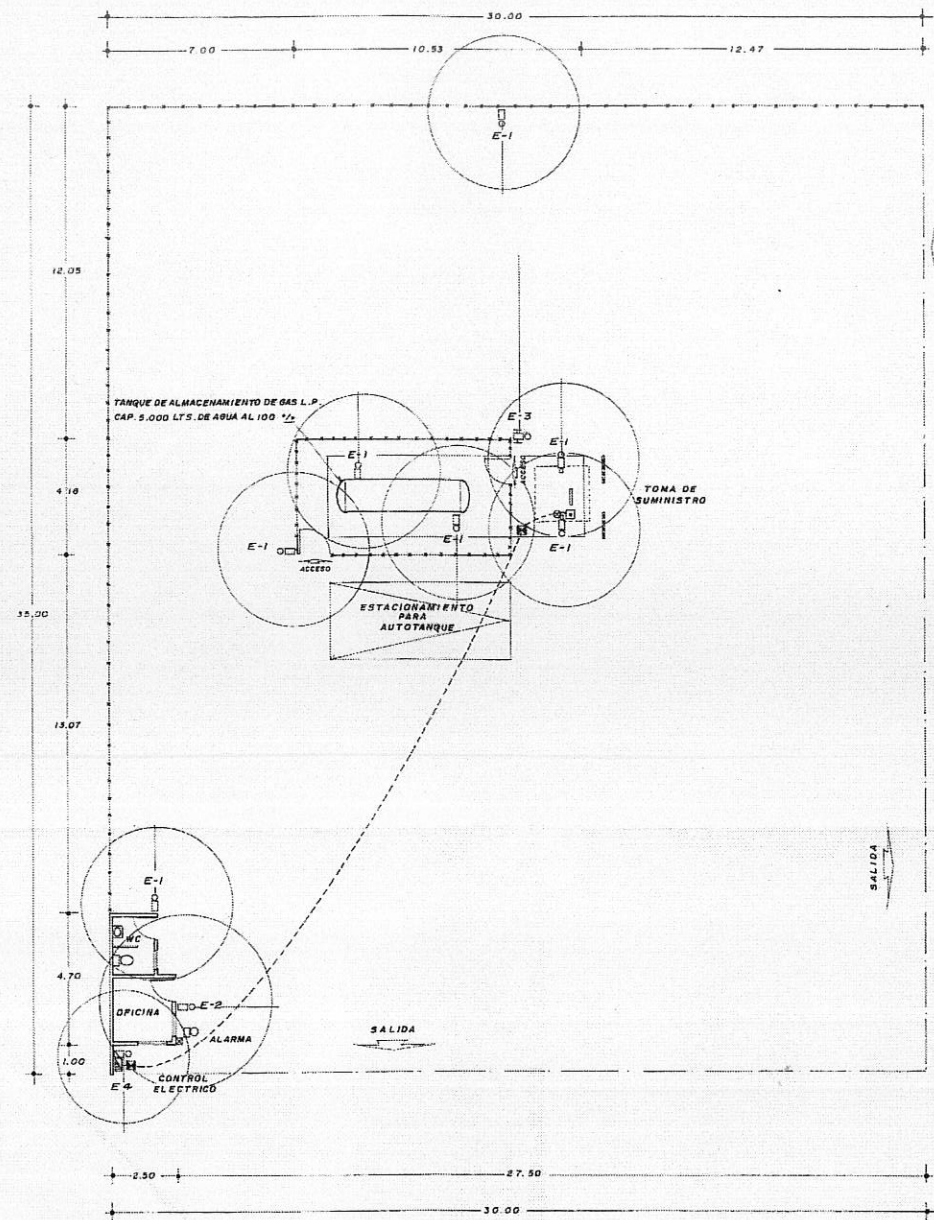 30.00
7.00
10.53
12.47
E-1
12.05
TANQUE DE ALMACENAMIENTO DE GAS L.P.
CAP. 5.000 LTS. DE AGUA AL 100 %
E-3
E-1
E-1
ACCESO
TOMA DE
SUMINISTRO
4.18
E-1
E-1
E-1
ACCESO
ESTACIONAMIENTO
PARA
AUTOTANQUE
35.00
13.07
SALIDA
E-1
WC
4.70
OFICINA
E-2
ALARMA
SALIDA
1.00
E4
CONTROL
ELECTRICO
2.50
27.50
30.00